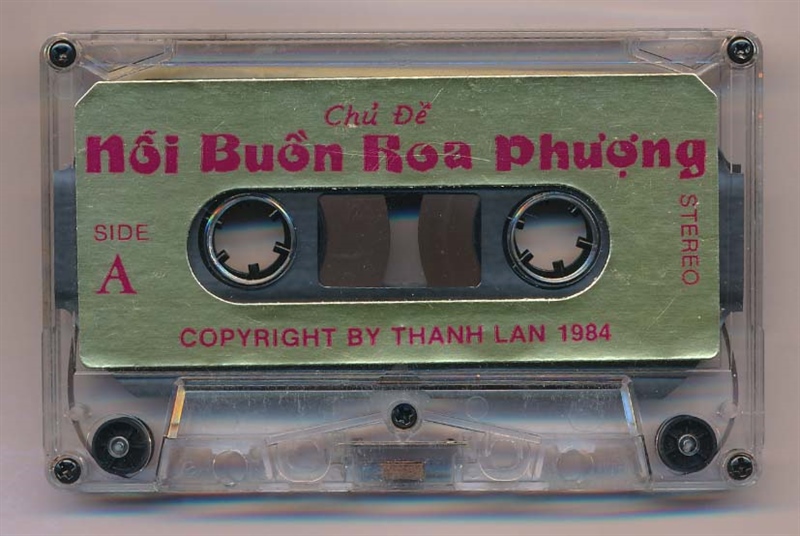 Chủ Đề
Nỗi Buồn Hoa Phượng
SIDE
A
STEREO
COPYRIGHT BY THANH LAN 1984